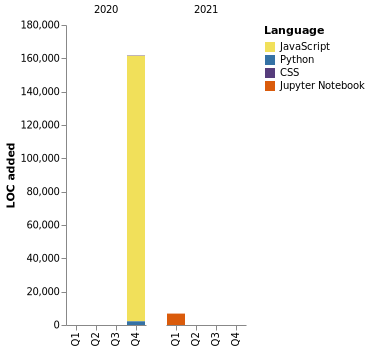 2020 2021
Language
JavaScript
Python
CSS
Jupyter Notebook
LOC added
180,000
160,000
140,000
120,000
100,000
80,000
60,000
40,000
20,000
0
Q1 Q2 Q3 Q4 Q1 Q2 Q3 Q4